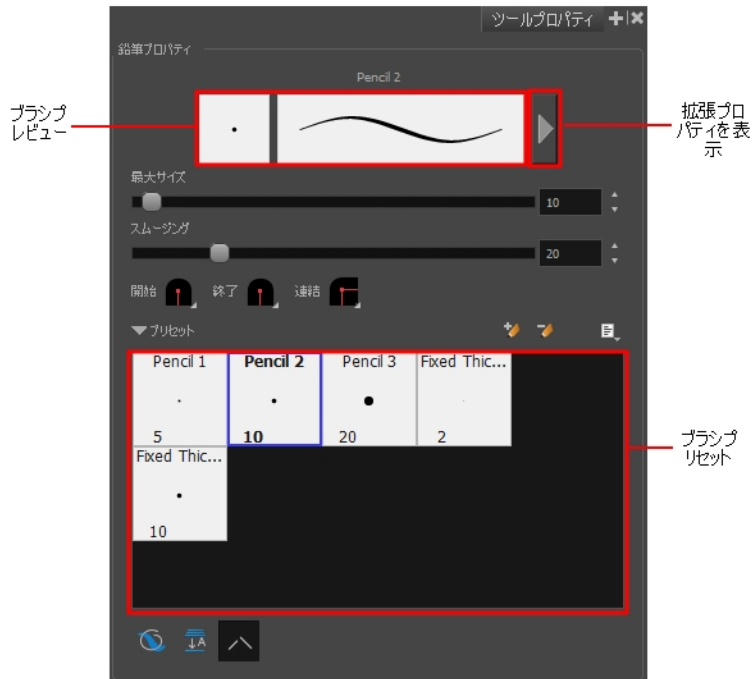 ツールプロパティ
鉛筆プロパティ
Pencil 2
ブラシプ
レビュー
拡張プロ
パティを表
示
最大サイズ
10
スムージング
20
開始
終了
連結
プリセット
Pencil 1
Pencil 2
Pencil 3
Fixed Thic...
5
10
20
2
Fixed Thic...
10
ブラシプ
リセット
A